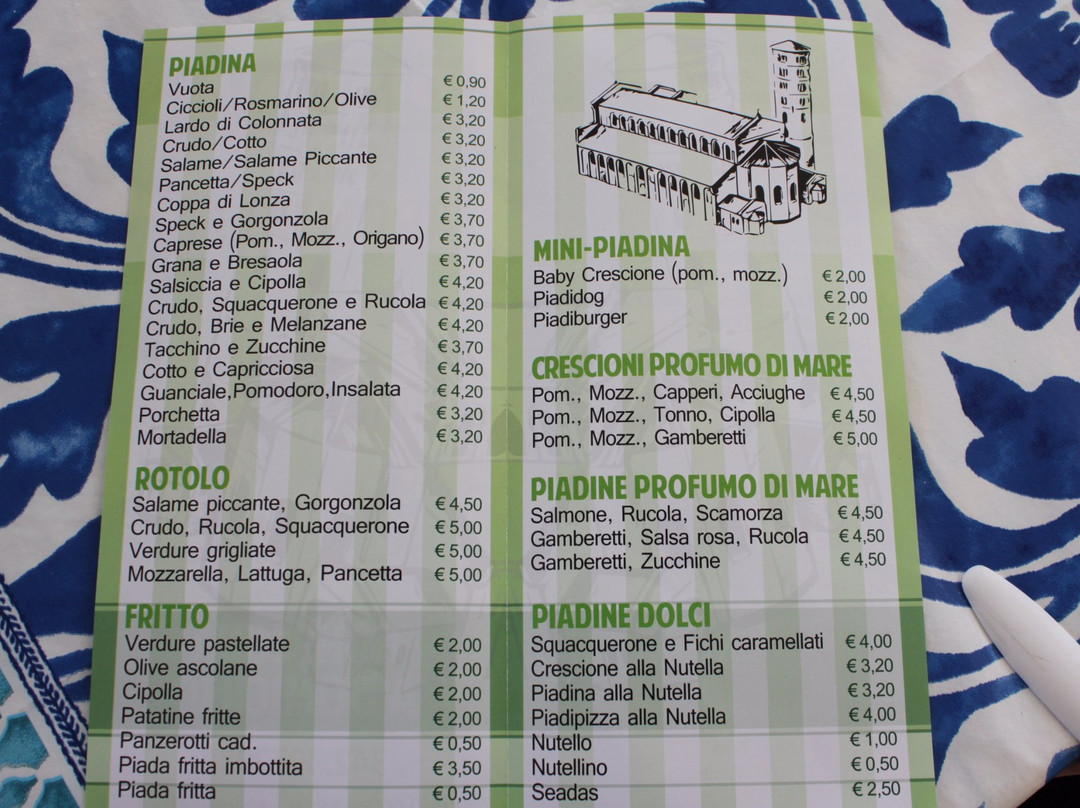 PIADINA
Vuota € 0,90
Ciccioli/Rosmarino/Olive € 1,20
Lardo di Colonnata € 3,20
Crudo/Cotto € 3,20
Salame/Salame Piccante € 3,20
Pancetta/Speck € 3,20
Coppa di Lonza € 3,20
Speck e Gorgonzola € 3,70
Caprese (Pom., Mozz., Origano) € 3,70
Grana e Bresaola € 3,70
Salsiccia e Cipolla € 4,20
Crudo, Squacquerone e Rucola € 4,20
Crudo, Brie e Melanzane € 4,20
Tacchino e Zucchine € 3,70
Cotto e Capricciosa € 4,20
Guanciale,Pomodoro,Insalata € 4,20
Porchetta € 3,20
Mortadella € 3,20
ROTOLO
Salame piccante, Gorgonzola € 4,50
Crudo, Rucola, Squacquerone € 5,00
Verdure grigliate € 5,00
Mozzarella, Lattuga, Pancetta € 5,00
FRITTO
Verdure pastellate € 2,00
Olive ascolane € 2,00
Cipolla € 2,00
Patatine fritte € 2,00
Panzerotti cad. € 0,50
Piada fritta imbottita € 3,50
Piada fritta € 0,50
MINI-PIADINA
Baby Crescione (pom., mozz.) € 2,00
Piadidog € 2,00
Piadiburger € 2,00
CRESCIONI PROFUMO DI MARE
Pom., Mozz., Capperi, Acciughe € 4,50
Pom., Mozz., Tonno, Cipolla € 4,50
Pom., Mozz., Gamberetti € 5,00
PIADINE PROFUMO DI MARE
Salmone, Rucola, Scamorza € 4,50
Gamberetti, Salsa rosa, Rucola € 4,50
Gamberetti, Zucchine € 4,50
PIADINE DOLCI
Squacquerone e Fichi caramellati € 4,00
Crescione alla Nutella € 3,20
Piadina alla Nutella € 3,20
Piadipizza alla Nutella € 4,00
Nutello € 1,00
Nutellino € 0,50
Seadas € 2,50